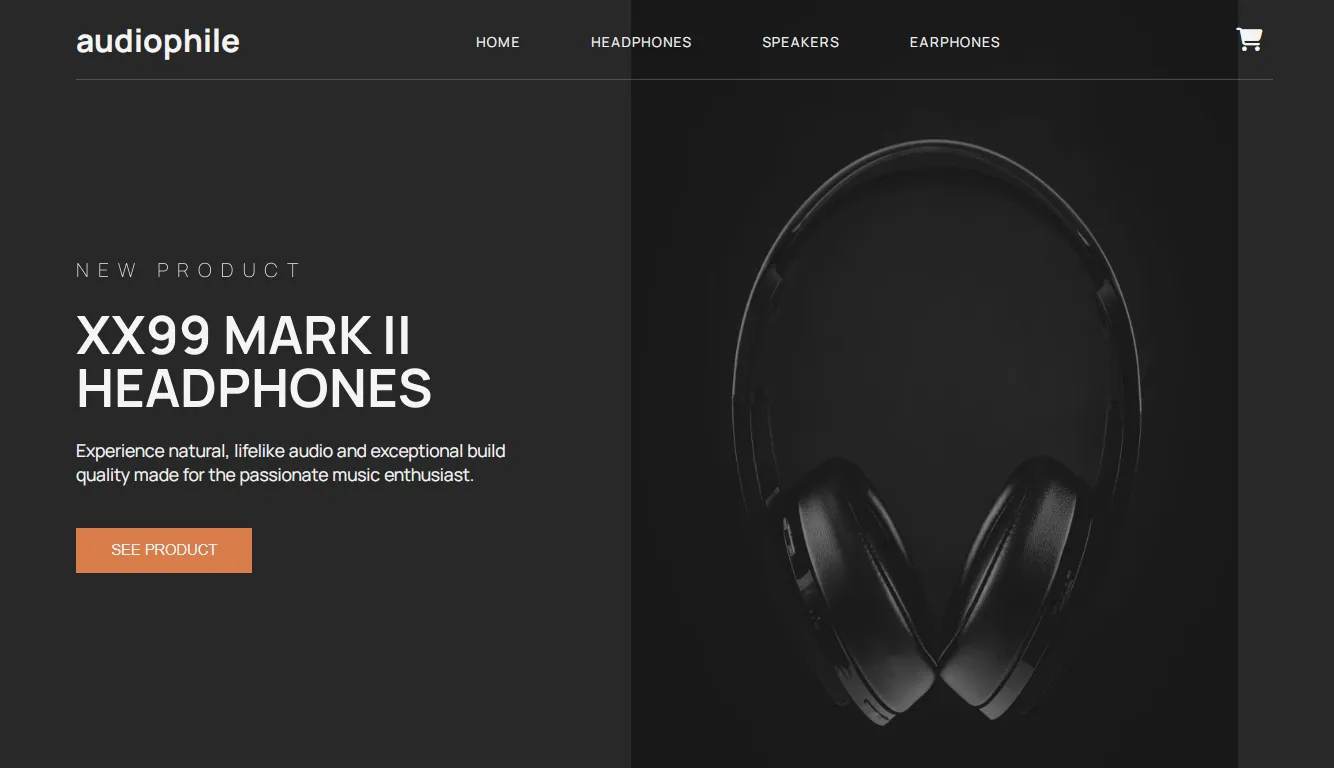 audiophile
HOME HEADPHONES SPEAKERS EARPHONES
NEW PRODUCT
XX99 MARK II
HEADPHONES
Experience natural, lifelike audio and exceptional build
quality made for the passionate music enthusiast.
SEE PRODUCT